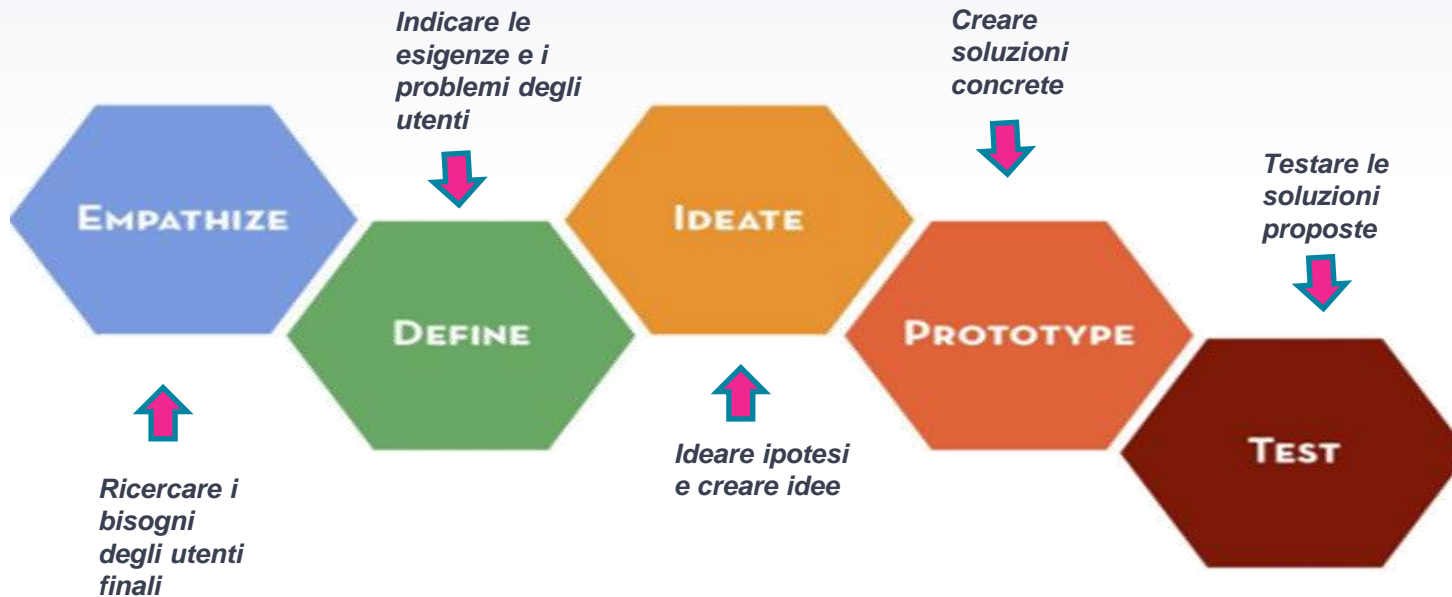 EMPATHIZE
Ricercare i
bisogni
degli utenti
finali
Indicare le
esigenze e i
problemi degli
utenti
DEFINE
IDEATE
Ideare ipotesi
e creare idee
Creare
soluzioni
concrete
PROTOTYPE
Testare le
soluzioni
proposte
TEST